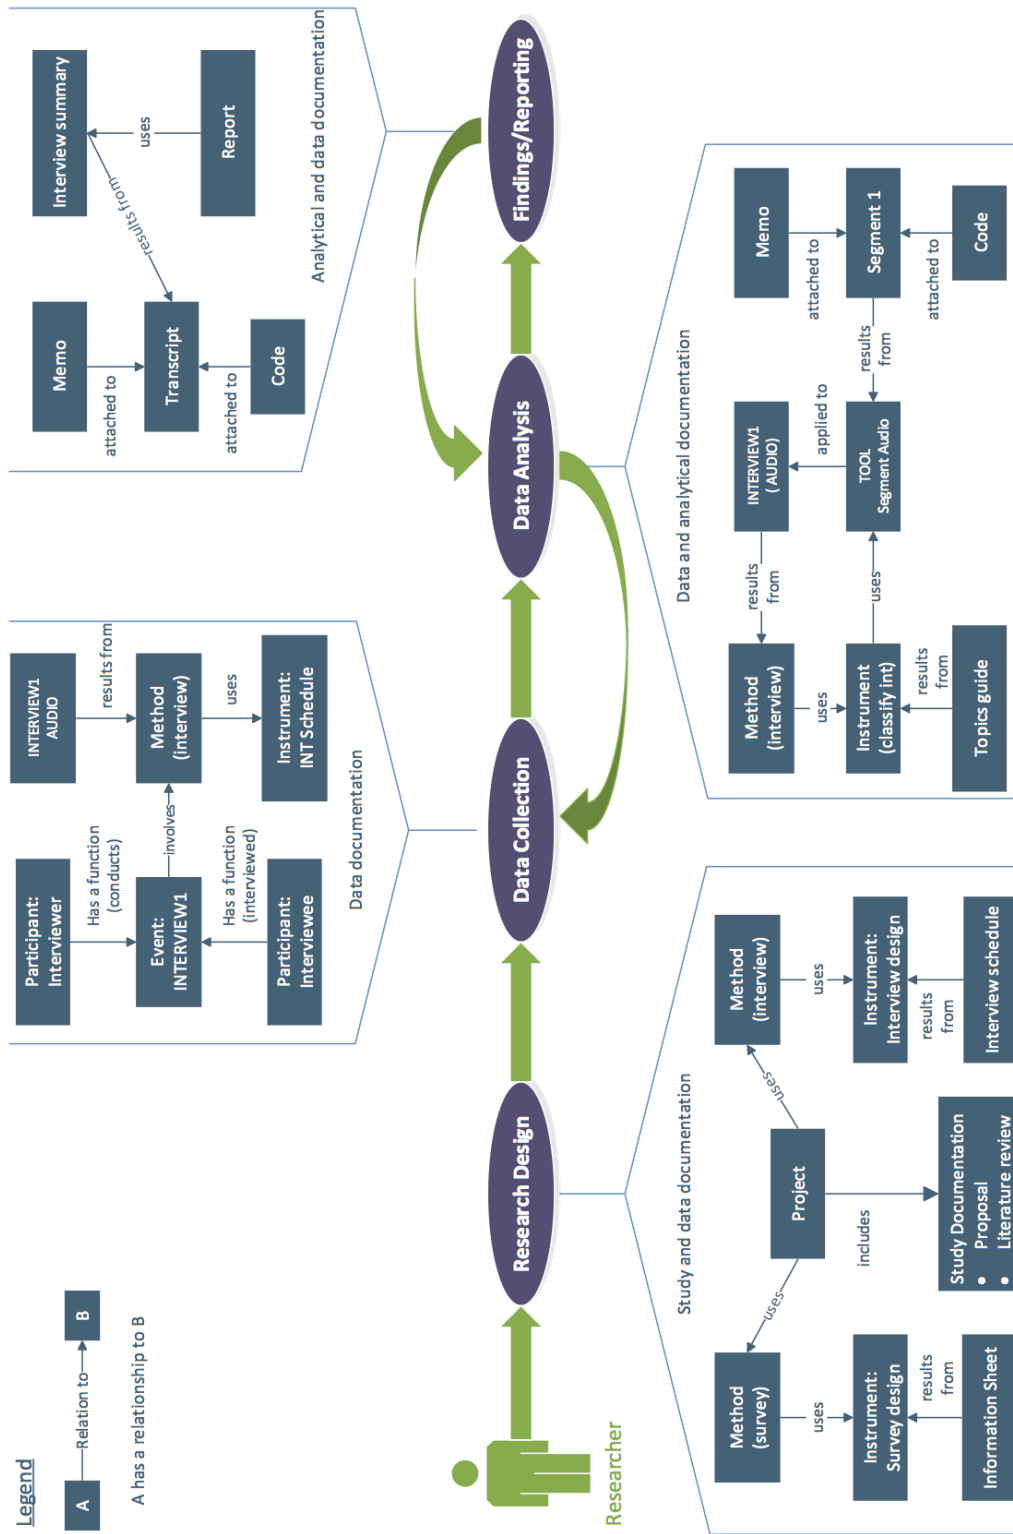 Legend
A
Relation to
B
A has a relationship to B
Participant:
Interviewer
Has a function
(conducts)
Event:
INTERVIEW1
Has a function
(interviewed)
Participant:
Interviewee
involves
INTERVIEW1
AUDIO
results from
Method
(interview)
uses
Instrument:
INT Schedule
Data documentation
Memo
attached to
Transcript
attached to
Code
results from
Interview summary
uses
Report
Analytical and data documentation
Researcher
Research Design
Data Collection
Data Analysis
Findings/Reporting
Study and data documentation
Method
(survey)
uses
Instrument:
Survey design
results
from
Information Sheet
uses
Project
includes
Study Documentation
• Proposal
• Literature review
uses
Method
(interview)
uses
Instrument:
Interview design
results
from
Interview schedule
Data and analytical documentation
Method
(interview)
uses
Instrument
(classify int)
results
from
Topics guide
results
from
uses
INTERVIEW1
( AUDIO)
applied to
TOOL
Segment Audio
results
from
Memo
attached to
Segment 1
attached to
Code